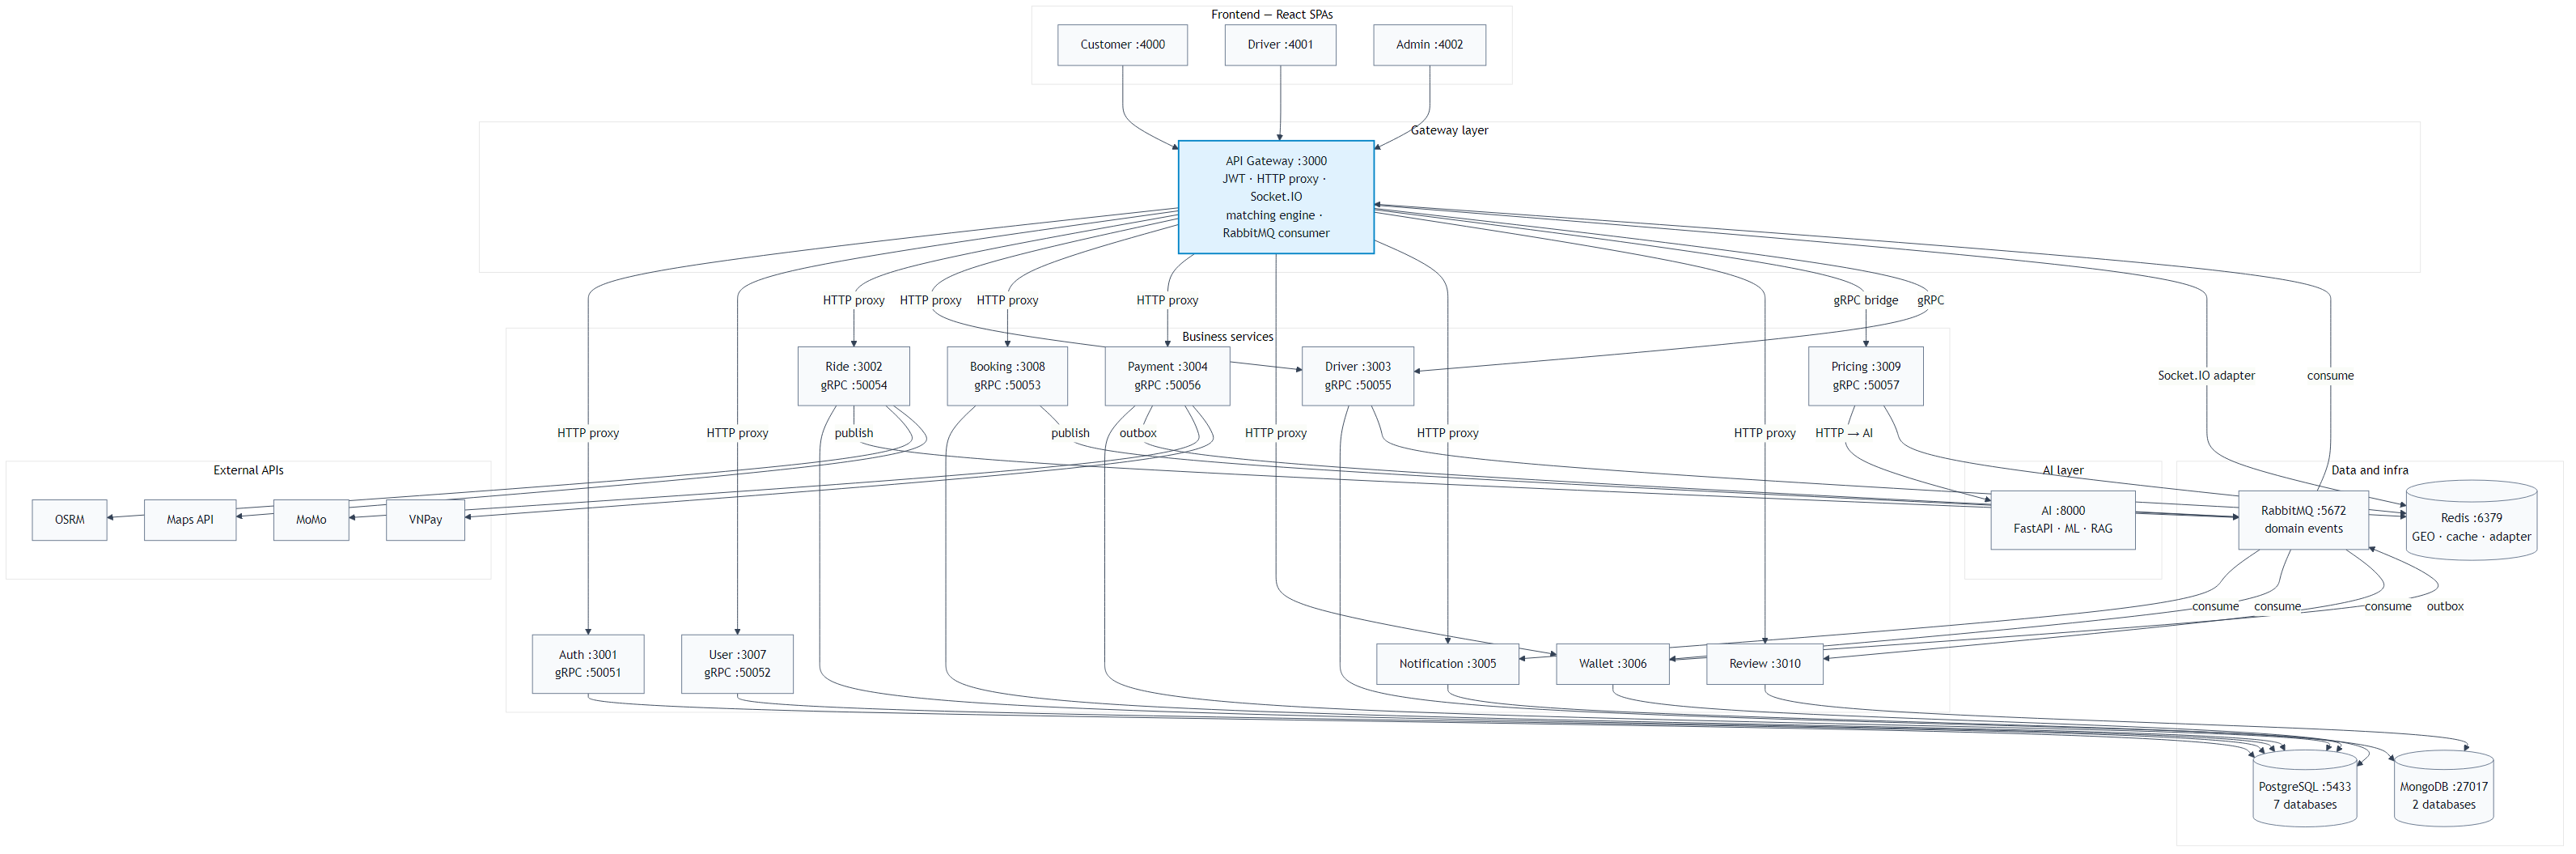 Frontend — React SPAs
Customer :4000
Driver :4001
Admin :4002
Gateway layer
API Gateway :3000
JWT · HTTP proxy ·
Socket.IO
matching engine ·
RabbitMQ consumer
HTTP proxy
HTTP proxy
HTTP proxy
HTTP proxy
gRPC bridge
gRPC
Business services
Ride :3002
gRPC :50054
Booking :3008
gRPC :50053
Payment :3004
gRPC :50056
Driver :3003
gRPC :50055
Pricing :3009
gRPC :50057
Socket.IO adapter
consume
HTTP proxy
HTTP proxy
publish
publish
outbox
HTTP proxy
HTTP proxy
HTTP proxy
HTTP → AI
External APIs
OSRM
Maps API
MoMo
VNPay
AI layer
AI :8000
FastAPI · ML · RAG
Data and infra
RabbitMQ :5672
domain events
Redis :6379
GEO · cache · adapter
consume
consume
consume
outbox
Auth :3001
gRPC :50051
User :3007
gRPC :50052
Notification :3005
Wallet :3006
Review :3010
PostgreSQL :5433
7 databases
MongoDB :27017
2 databases